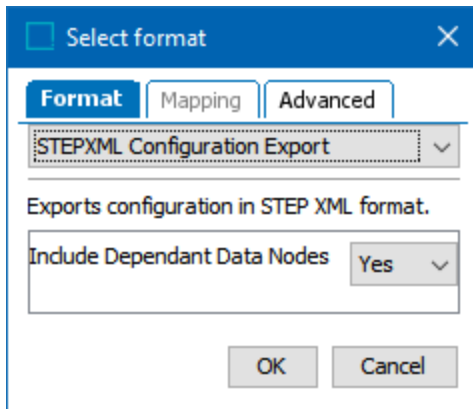 Select format
Format Mapping Advanced
STEPXML Configuration Export
Exports configuration in STEP XML format.
Include Dependant Data Nodes Yes
OK Cancel